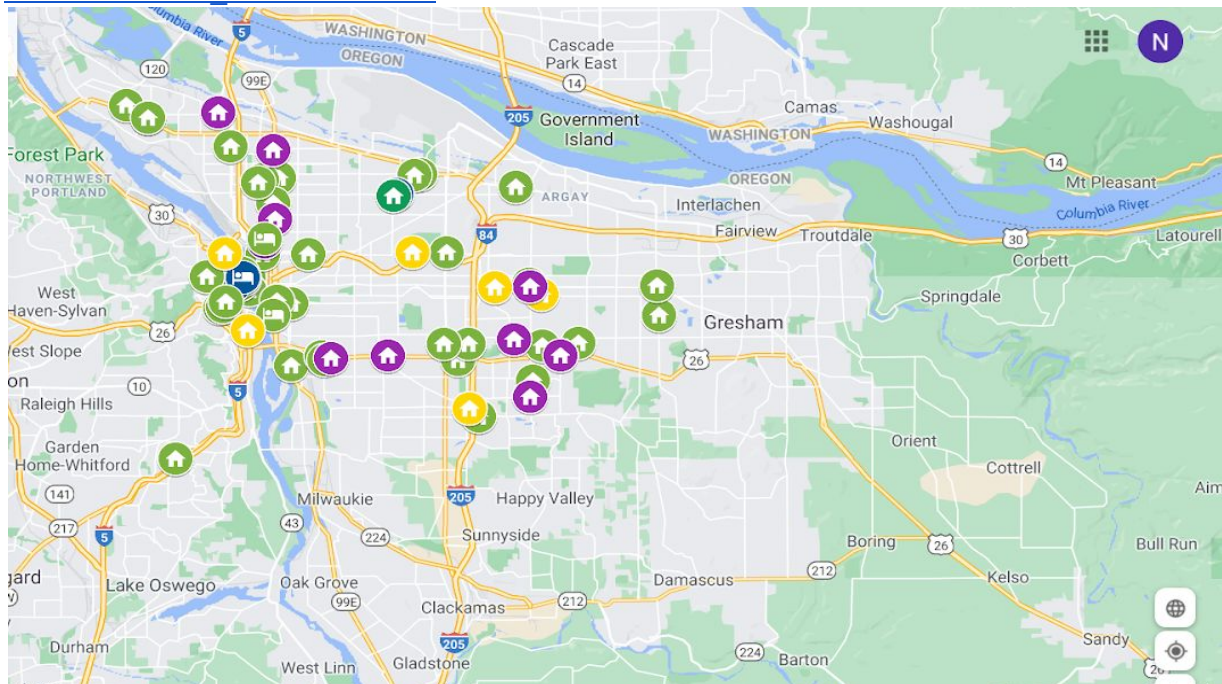 5
WASHINGTON
OREGON
Cascade
Park East
N
120
99E
14
205
Government
Island
Camas
Washougal
WASHINGTON
Forest Park
NORTHWEST
PORTLAND
14
Mt Pleasant
OREGON
ARGAY
Interlachen
Columbia River
30
Fairview
Troutdale
84
30
Latourell
Corbett
West
Haven-Sylvan
Springdale
26
Gresham
26
10
5
Raleigh Hills
Garden
Home-Whitford
Orient
Cottrell
141
Milwaukie
205
Happy Valley
217
5
43
224
Sunnyside
Boring
26
Bull Run
Lake Oswego
Oak Grove
99E
Damascus
212
Kelso
Clackamas
212
Durham
205
West Linn
Gladstone
224
Barton
Sandy